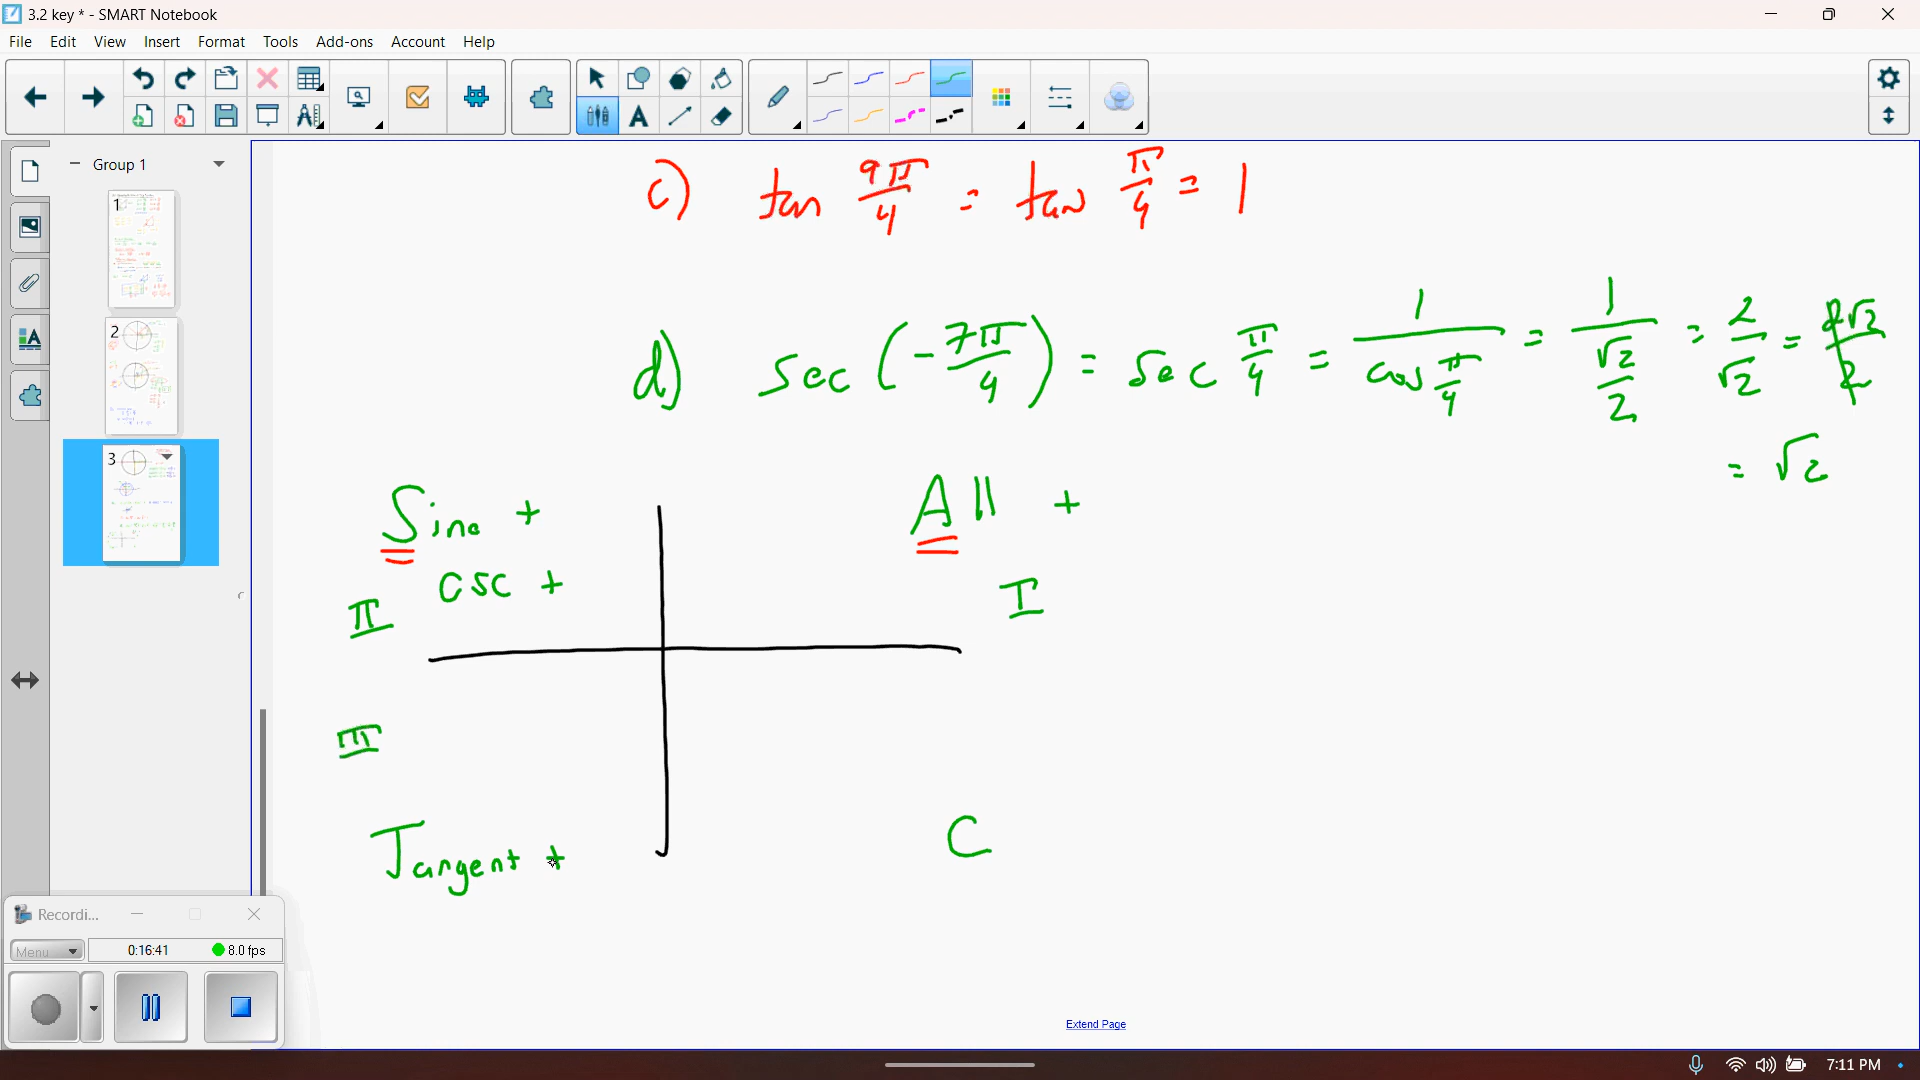 3.2 key * - SMART Notebook
File Edit View Insert Format Tools Add-ons Account Help
Group 1
1
2
3
c) tan 9π/4 = tan π/4 = 1
d) sec (-7π/4) = sec π/4 = 1/cos π/4 = 1/(√2/2) = 2/√2 = 2√2/2
= √2
Sine + All +
csc +
II I
III
Tangent + C
Recordi...
Menu 0:16:41 8.0 fps
Extend Page
7:11 PM